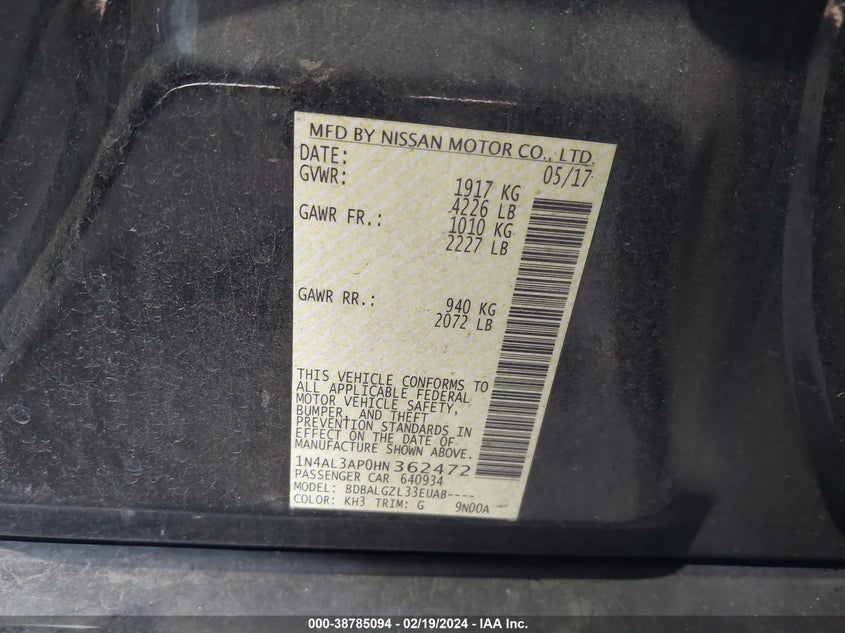 MFD BY NISSAN MOTOR CO., LTD.
DATE: 05/17
GVWR: 1917 KG
4226 LB
GAWR FR.: 1010 KG
2227 LB
GAWR RR.: 940 KG
2072 LB
THIS VEHICLE CONFORMS TO
ALL APPLICABLE FEDERAL
MOTOR VEHICLE SAFETY,
BUMPER, AND THEFT
PREVENTION STANDARDS IN
EFFECT ON THE DATE OF
MANUFACTURE SHOWN ABOVE.
1N4AL3AP0HN362472
PASSENGER CAR 640934
MODEL: BDBALGZL33EUAB----
COLOR: KH3 TRIM: G 9N00A
000-38785094 - 02/19/2024 - IAA Inc.